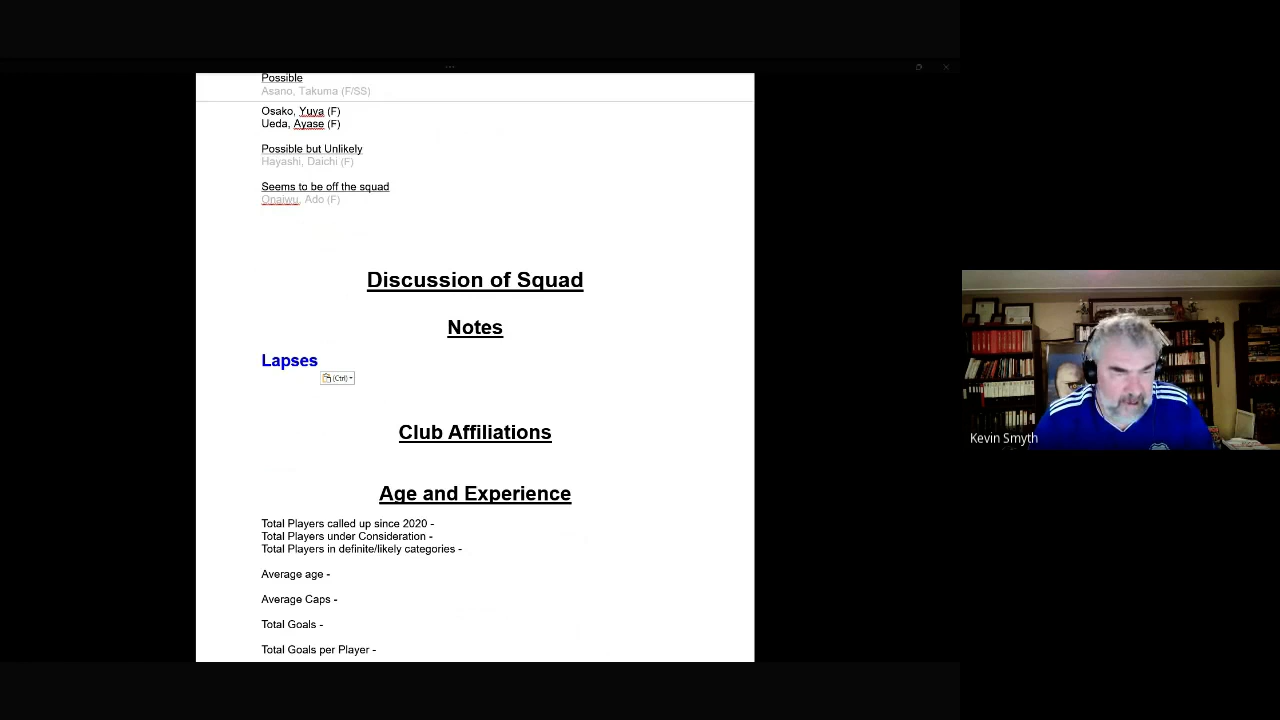 Possible
Asano, Takuma (F/SS)
Osako, Yuya (F)
Ueda, Ayase (F)
Possible but Unlikely
Hayashi, Daichi (F)
Seems to be off the squad
Onaiwu, Ado (F)
Discussion of Squad
Notes
Lapses
(Ctrl)
Club Affiliations
Age and Experience
Total Players called up since 2020 -
Total Players under Consideration -
Total Players in definite/likely categories -
Average age -
Average Caps -
Total Goals -
Total Goals per Player -
Kevin Smyth